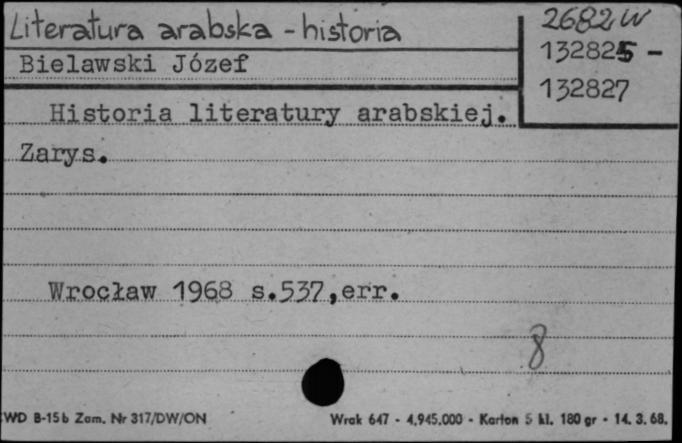 Literatura arabska - historia
2682 W
132825 -
132827
Bielawski Józef
Historia literatury arabskiej.
Zarys.
Wrocław 1968 s.537, err.
8
WD B-15b Zam. Nr 317/DW/ON
Wrak 647 - 4.945.000 - Karton 5 kl. 180 gr - 14. 3. 68.